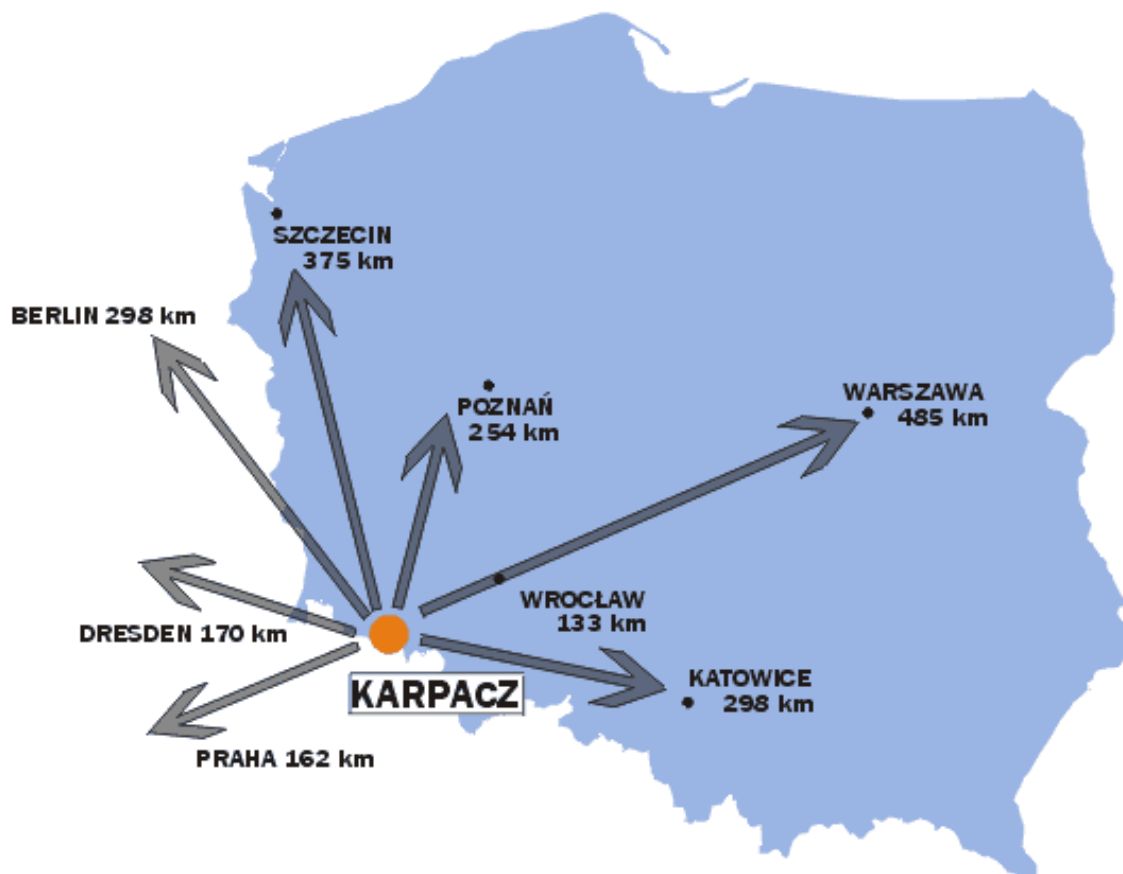 SZCZECIN
375 km
BERLIN 298 km
POZNAŃ
254 km
WARSZAWA
485 km
WROCŁAW
133 km
DRESDEN 170 km
KARPACZ
KATOWICE
298 km
PRAHA 162 km